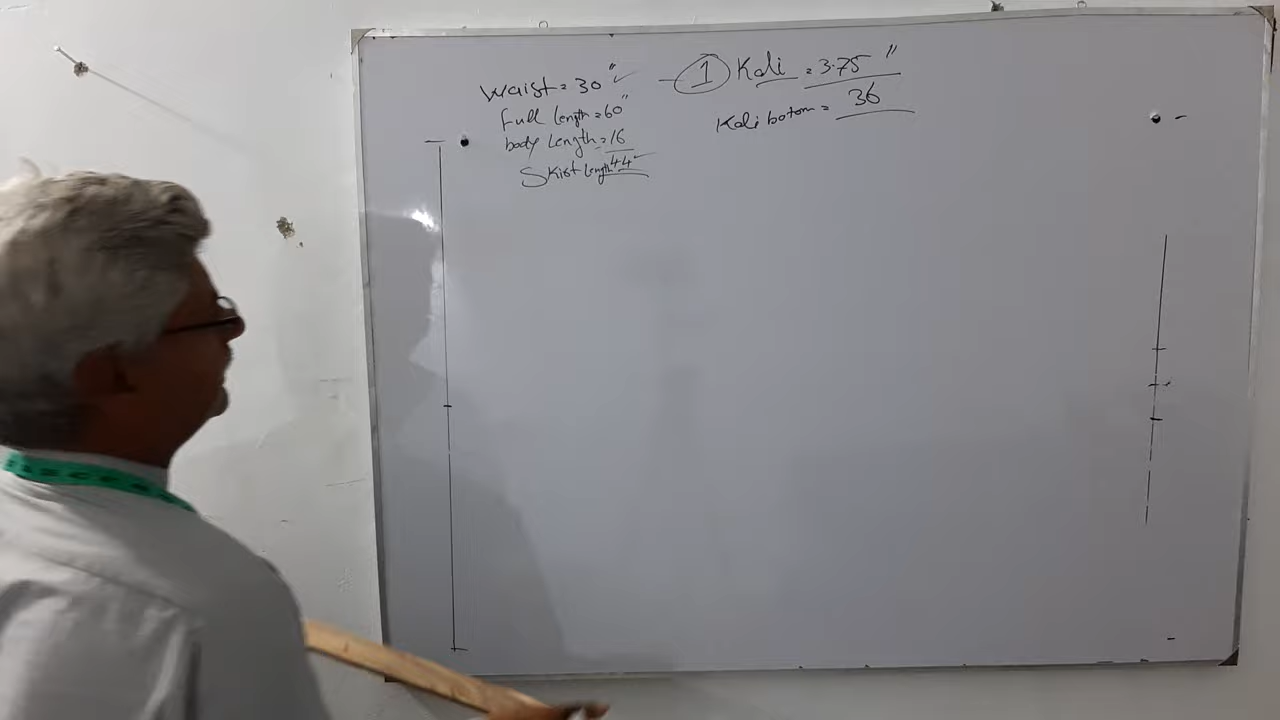 Waist = 30"
Full length = 60"
body length = 16
Skirt length 44
1 Kali = 3.75"
Kali botom = 36